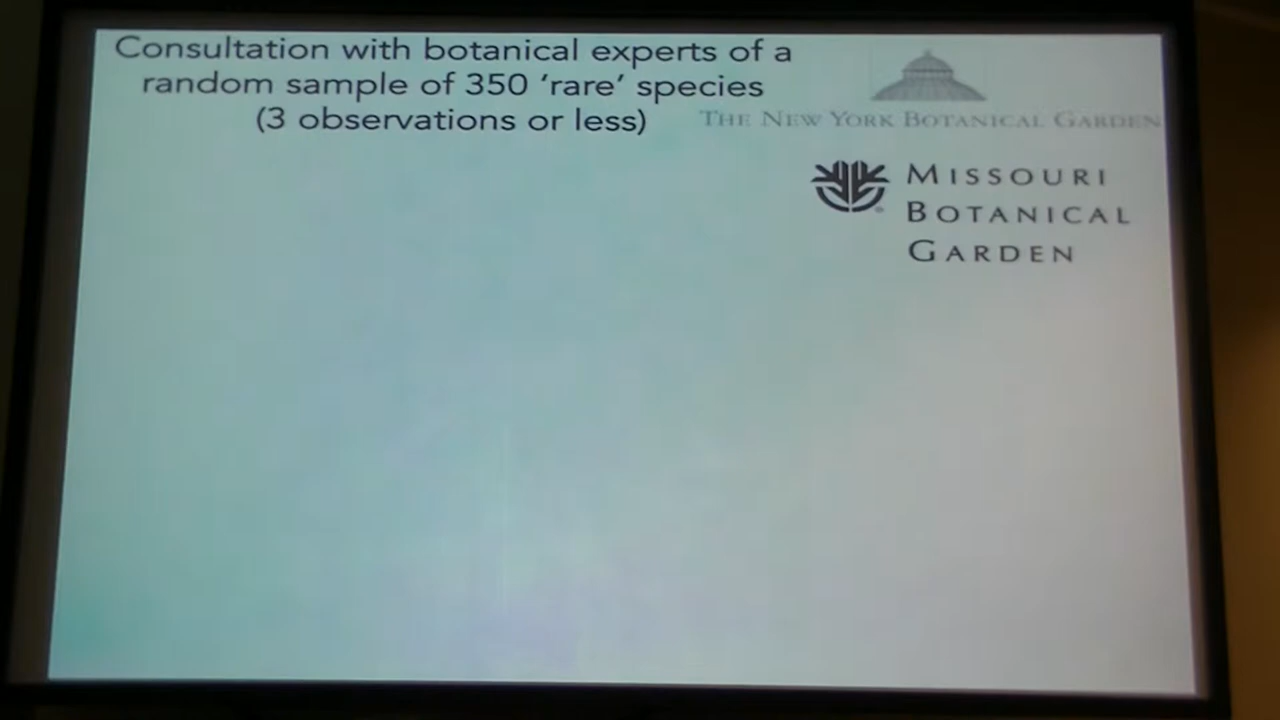 Consultation with botanical experts of a
random sample of 350 ‘rare’ species
(3 observations or less)
THE NEW YORK BOTANICAL GARDEN
MISSOURI
BOTANICAL
GARDEN